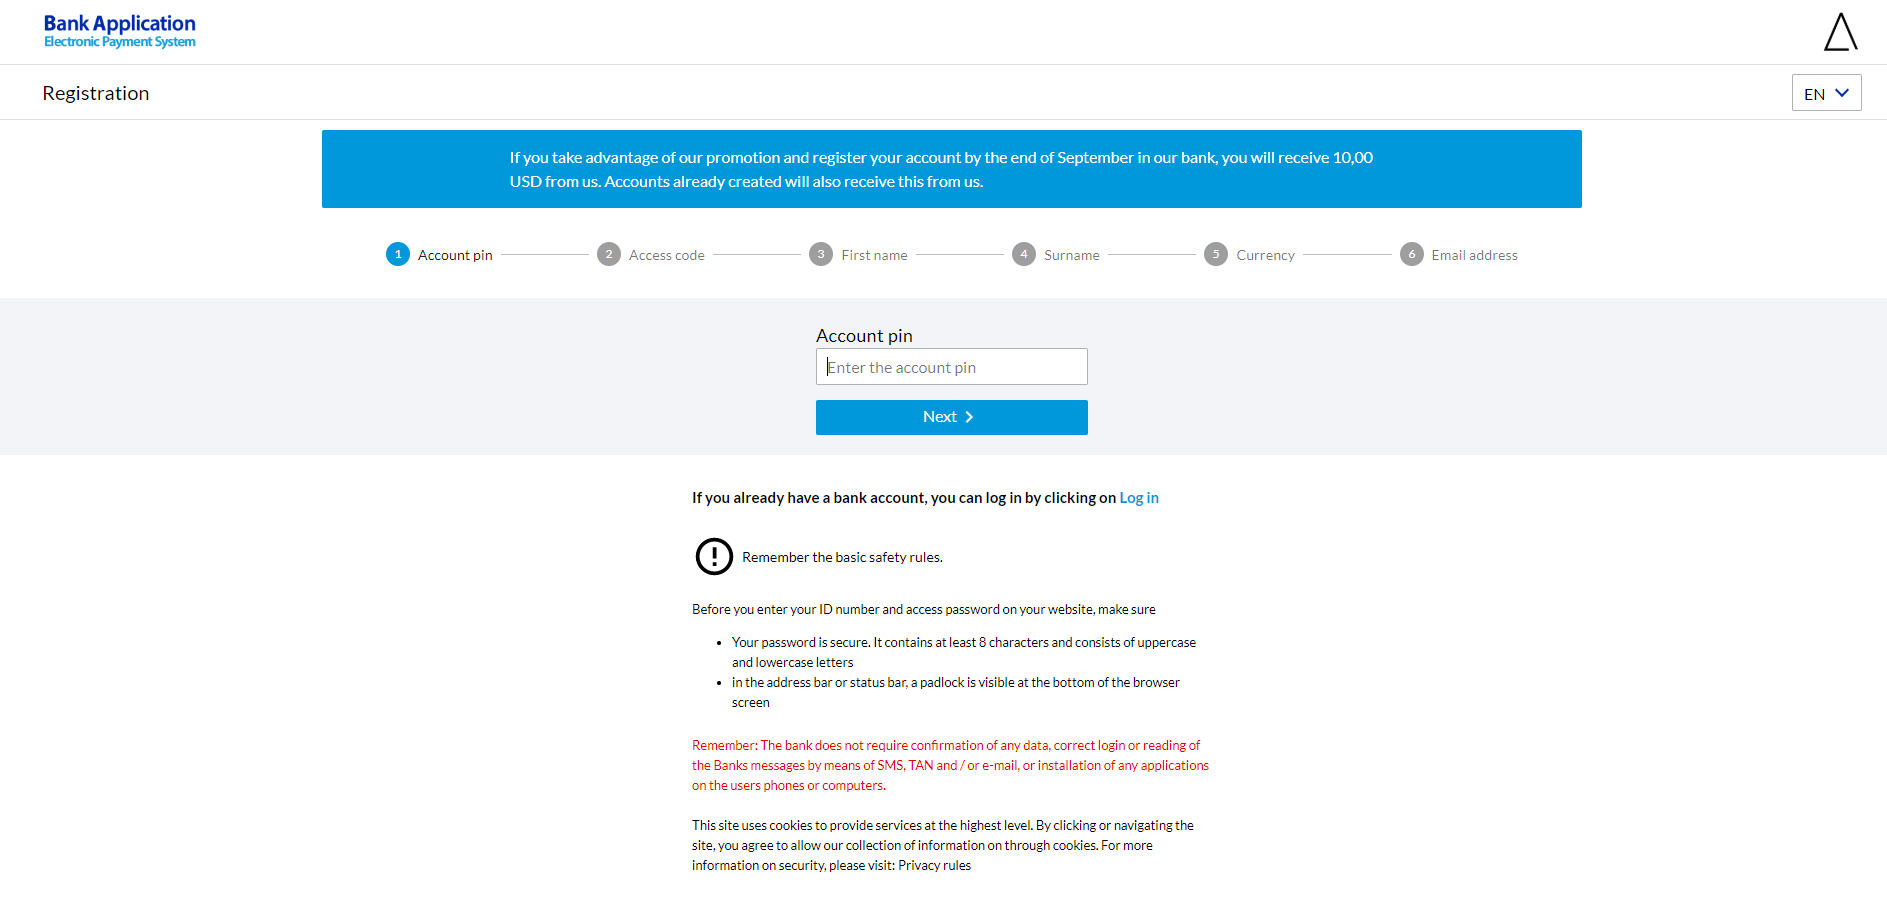 Bank Application
Electronic Payment System
Registration
EN
If you take advantage of our promotion and register your account by the end of September in our bank, you will receive 10,00
USD from us. Accounts already created will also receive this from us.
1 Account pin 2 Access code 3 First name 4 Surname 5 Currency 6 Email address
Account pin
Enter the account pin
Next
If you already have a bank account, you can log in by clicking on Log in
Remember the basic safety rules.
Before you enter your ID number and access password on your website, make sure
• Your password is secure. It contains at least 8 characters and consists of uppercase
and lowercase letters
• in the address bar or status bar, a padlock is visible at the bottom of the browser
screen
Remember: The bank does not require confirmation of any data, correct login or reading of
the Banks messages by means of SMS, TAN and / or e-mail, or installation of any applications
on the users phones or computers.
This site uses cookies to provide services at the highest level. By clicking or navigating the
site, you agree to allow our collection of information on through cookies. For more
information on security, please visit: Privacy rules